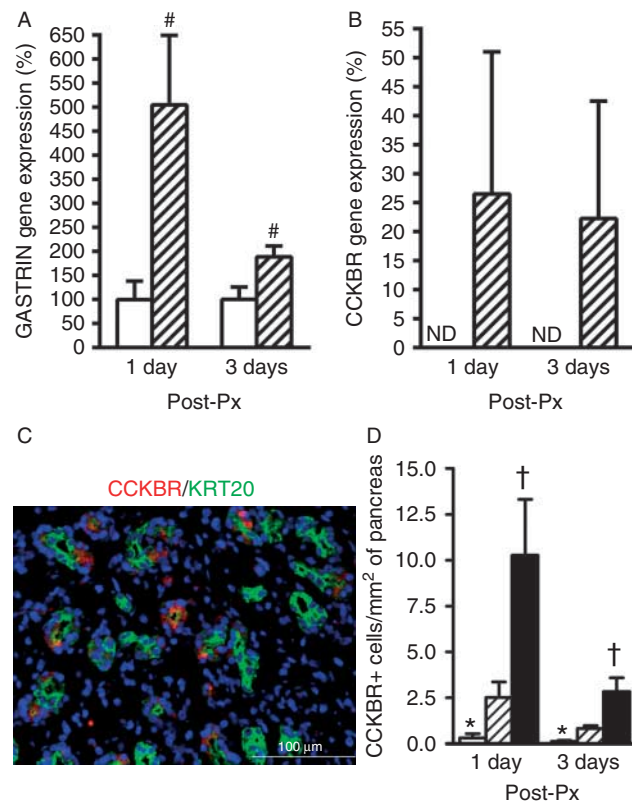 A
GASTRIN gene expression (%)
650
600
550
500
450
400
350
300
250
200
150
100
50
0
#
#
1 day
3 days
Post-Px
B
CCKBR gene expression (%)
55
50
45
40
35
30
25
20
15
10
5
0
ND
ND
1 day
3 days
Post-Px
C
CCKBR/KRT20
100 µm
D
CCKBR+ cells/mm² of pancreas
15.0
12.5
10.0
7.5
5.0
2.5
0.0
*
†
*
†
1 day
3 days
Post-Px